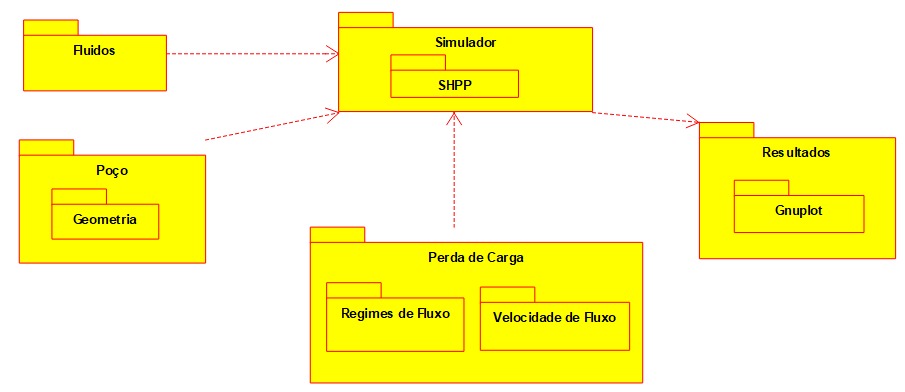 Fluidos
Simulador
SHPP
Poço
Geometria
Resultados
Gnuplot
Perda de Carga
Regimes de Fluxo
Velocidade de Fluxo